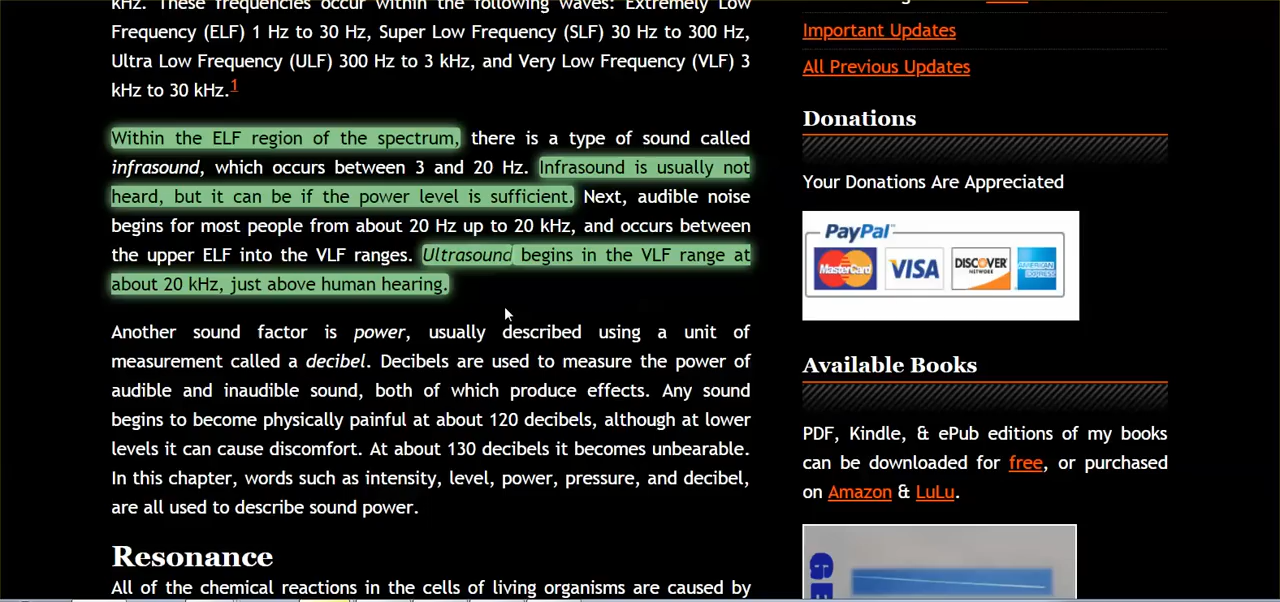 kHz. These frequencies occur within the following waves: Extremely Low
Frequency (ELF) 1 Hz to 30 Hz, Super Low Frequency (SLF) 30 Hz to 300 Hz,
Ultra Low Frequency (ULF) 300 Hz to 3 kHz, and Very Low Frequency (VLF) 3
kHz to 30 kHz.1
Within the ELF region of the spectrum, there is a type of sound called
infrasound, which occurs between 3 and 20 Hz. Infrasound is usually not
heard, but it can be if the power level is sufficient. Next, audible noise
begins for most people from about 20 Hz up to 20 kHz, and occurs between
the upper ELF into the VLF ranges. Ultrasound begins in the VLF range at
about 20 kHz, just above human hearing.
Another sound factor is power, usually described using a unit of
measurement called a decibel. Decibels are used to measure the power of
audible and inaudible sound, both of which produce effects. Any sound
begins to become physically painful at about 120 decibels, although at lower
levels it can cause discomfort. At about 130 decibels it becomes unbearable.
In this chapter, words such as intensity, level, power, pressure, and decibel,
are all used to describe sound power.
Resonance
All of the chemical reactions in the cells of living organisms are caused by
Important Updates
All Previous Updates
Donations
Your Donations Are Appreciated
PayPal
MasterCard
VISA
DISCOVER
NETWORK
AMERICAN
EXPRESS
Available Books
PDF, Kindle, & ePub editions of my books
can be downloaded for free, or purchased
on Amazon & LuLu.
GE